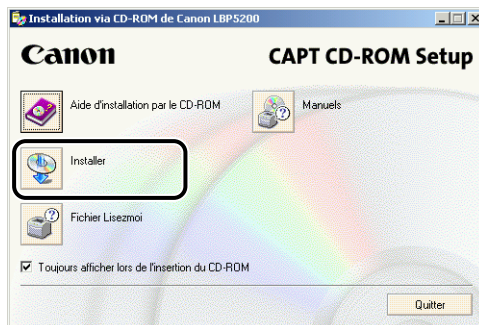 Installation via CD-ROM de Canon LBP5200
Canon
CAPT CD-ROM Setup
Aide d'installation par le CD-ROM
Manuels
Installer
Fichier Lisezmoi
Toujours afficher lors de l'insertion du CD-ROM
Quitter